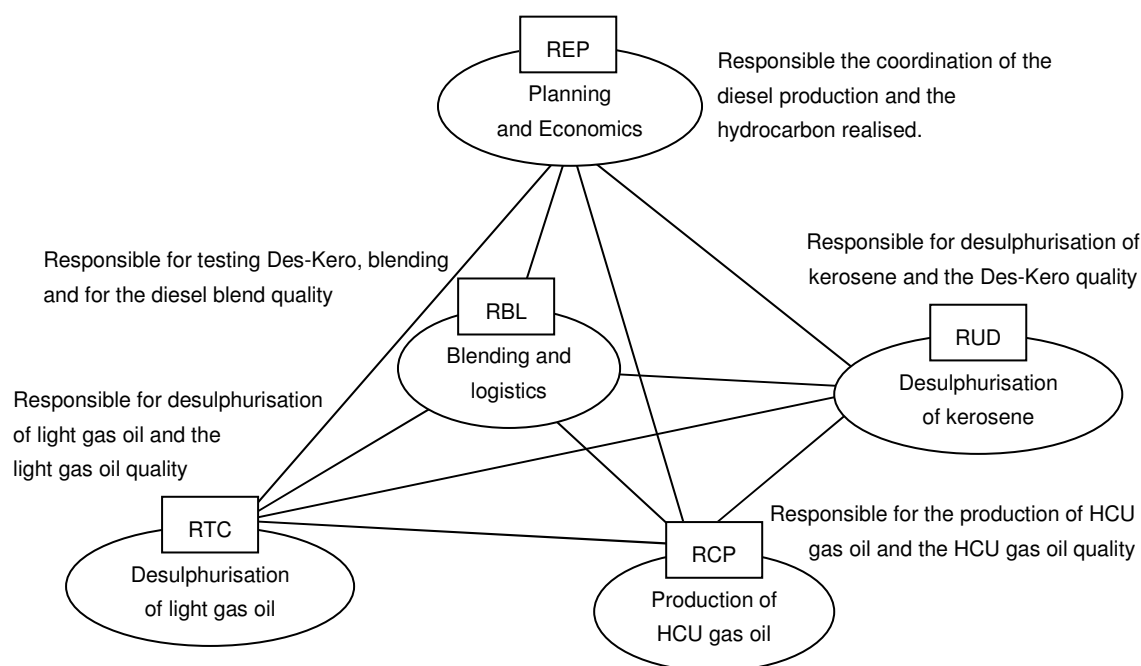 REP
Planning
and Economics
Responsible the coordination of the
diesel production and the
hydrocarbon realised.
Responsible for testing Des-Kero, blending
and for the diesel blend quality
RBL
Blending and
logistics
Responsible for desulphurisation of
kerosene and the Des-Kero quality
RUD
Desulphurisation
of kerosene
Responsible for desulphurisation
of light gas oil and the
light gas oil quality
RTC
Desulphurisation
of light gas oil
Responsible for the production of HCU
gas oil and the HCU gas oil quality
RCP
Production of
HCU gas oil